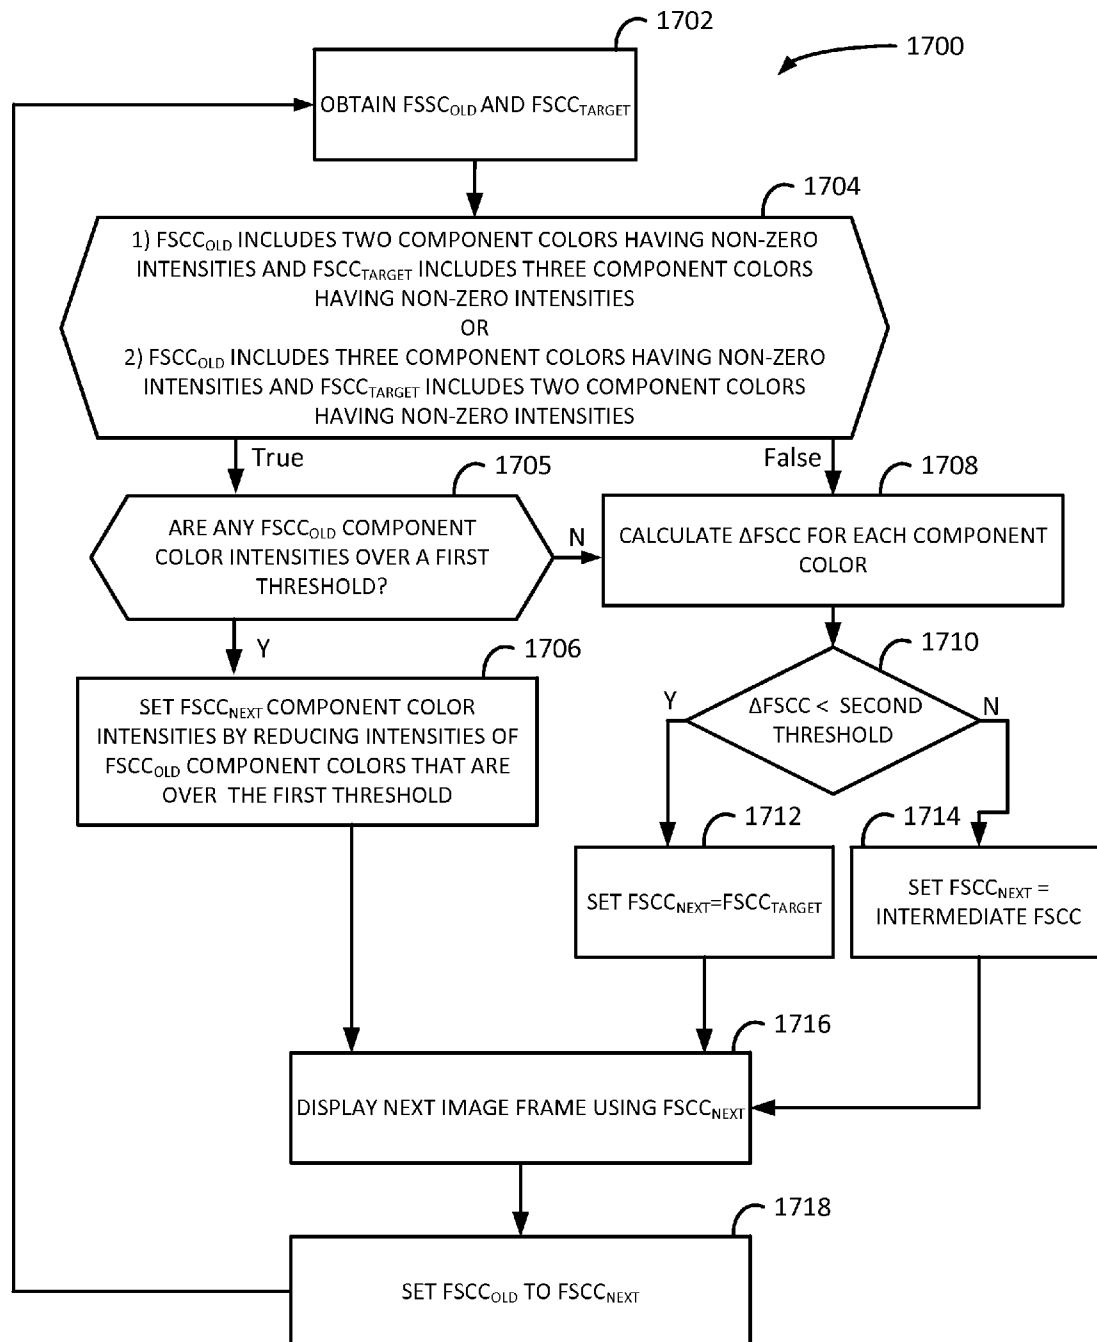 1702
1700
OBTAIN FSSCOLD AND FSCCTARGET
1704
1) FSCCOLD INCLUDES TWO COMPONENT COLORS HAVING NON-ZERO
INTENSITIES AND FSCCTARGET INCLUDES THREE COMPONENT COLORS
HAVING NON-ZERO INTENSITIES
OR
2) FSCCOLD INCLUDES THREE COMPONENT COLORS HAVING NON-ZERO
INTENSITIES AND FSCCTARGET INCLUDES TWO COMPONENT COLORS
HAVING NON-ZERO INTENSITIES
True
False
1705
1708
ARE ANY FSCCOLD COMPONENT
COLOR INTENSITIES OVER A FIRST
THRESHOLD?
N
CALCULATE ΔFSCC FOR EACH COMPONENT
COLOR
Y
1706
1710
SET FSCCNEXT COMPONENT COLOR
INTENSITIES BY REDUCING INTENSITIES OF
FSCCOLD COMPONENT COLORS THAT ARE
OVER THE FIRST THRESHOLD
Y
ΔFSCC < SECOND
THRESHOLD
N
1712
1714
SET FSCCNEXT=FSCCTARGET
SET FSCCNEXT =
INTERMEDIATE FSCC
1716
DISPLAY NEXT IMAGE FRAME USING FSCCNEXT
1718
SET FSCCOLD TO FSCCNEXT